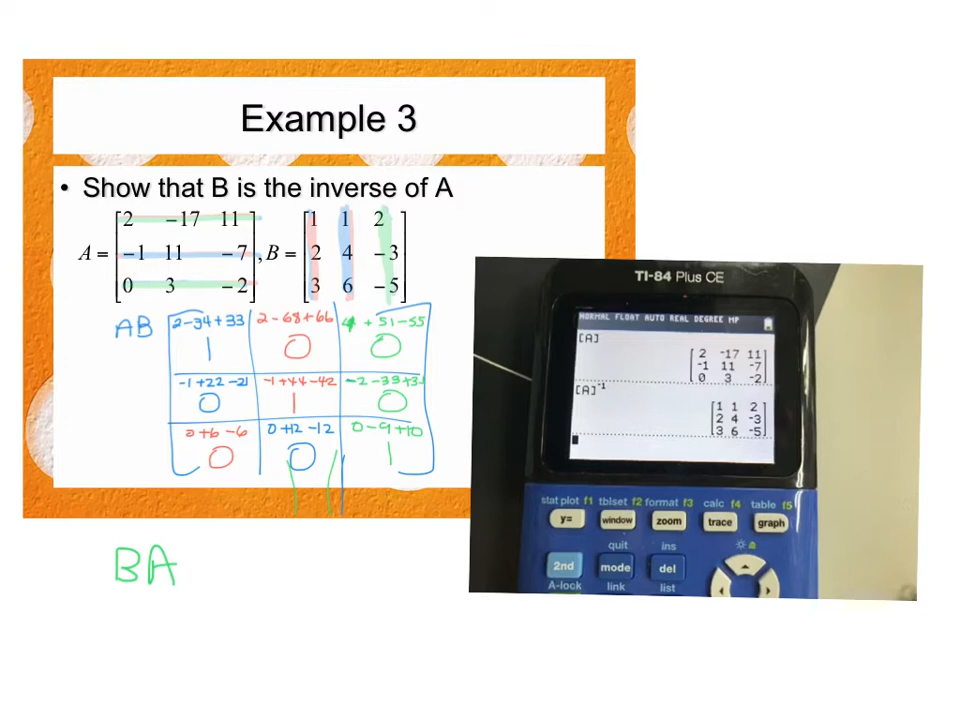 Example 3
• Show that B is the inverse of A
A = [2 -17 11
-1 11 -7
0 3 -2], B = [1 1 2
2 4 -3
3 6 -5]
AB
2-34+33 2-68+66 4+51-55
1 0 0
-1+22-21 -1+44-42
0 1 0
0+6-6 0+12-12 0-9+10
0 0 1
BA
TI-84 Plus CE
NORMAL FLOAT AUTO REAL DEGREE MP
[A]
[2 -17 11
-1 11 -7
0 3 -2]
[A]-1
[1 1 2
2 4 -3
3 6 -5]
stat plot f1 tblset f2 format f3 calc f4 table f5
y= window zoom trace graph
quit ins
2nd mode del
A-lock link list